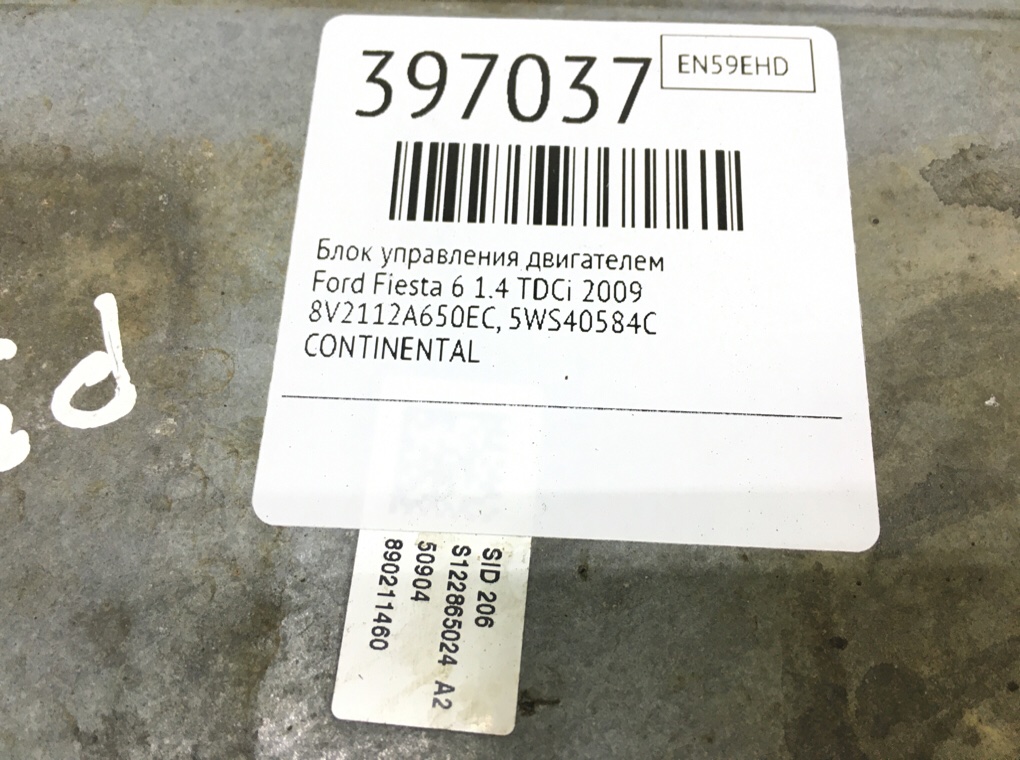 397037
EN59EHD
Блок управления двигателем
Ford Fiesta 6 1.4 TDCi 2009
8V2112A650EC, 5WS40584C
CONTINENTAL
SID 206
S122865024 A2
50904
890211460
d